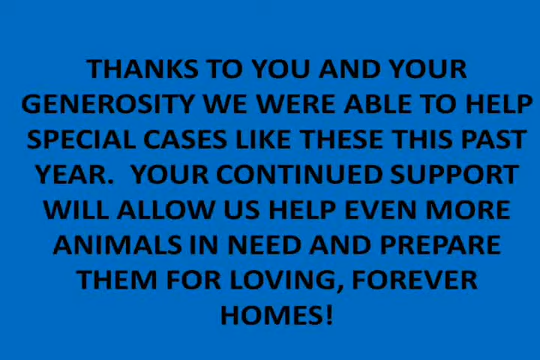 THANKS TO YOU AND YOUR
GENEROSITY WE WERE ABLE TO HELP
SPECIAL CASES LIKE THESE THIS PAST
YEAR.  YOUR CONTINUED SUPPORT
WILL ALLOW US HELP EVEN MORE
ANIMALS IN NEED AND PREPARE
THEM FOR LOVING, FOREVER
HOMES!